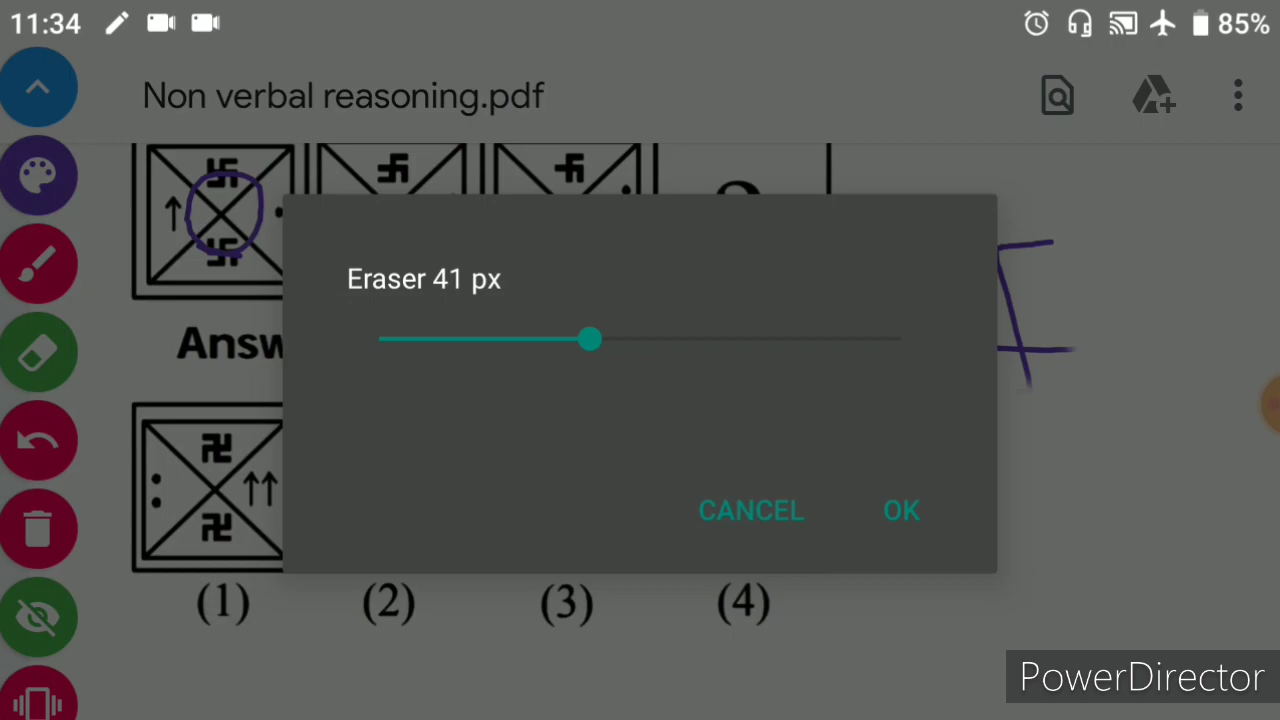 11:34
85%
Non verbal reasoning.pdf
?
Eraser 41 px
Answ
CANCEL OK
(1) (2) (3) (4)
PowerDirector